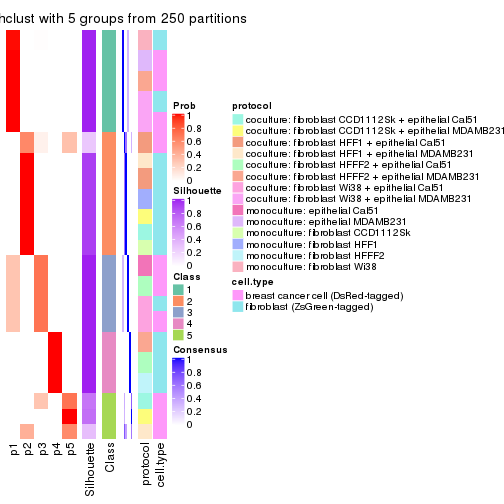 hclust with 5 groups from 250 partitions
Prob
1
0.8
0.6
0.4
0.2
0
Silhouette
1
0.8
0.6
0.4
0.2
0
Class
1
2
3
4
5
Consensus
1
0.8
0.6
0.4
0.2
0
protocol
coculture: fibroblast CCD1112Sk + epithelial Cal51
coculture: fibroblast CCD1112Sk + epithelial MDAMB231
coculture: fibroblast HFF1 + epithelial Cal51
coculture: fibroblast HFF1 + epithelial MDAMB231
coculture: fibroblast HFFF2 + epithelial Cal51
coculture: fibroblast HFFF2 + epithelial MDAMB231
coculture: fibroblast Wi38 + epithelial Cal51
coculture: fibroblast Wi38 + epithelial MDAMB231
monoculture: epithelial Cal51
monoculture: epithelial MDAMB231
monoculture: fibroblast CCD1112Sk
monoculture: fibroblast HFF1
monoculture: fibroblast HFFF2
monoculture: fibroblast Wi38
cell.type
breast cancer cell (DsRed-tagged)
fibroblast (ZsGreen-tagged)
p1
p2
p3
p4
p5
Silhouette
Class
protocol
cell.type